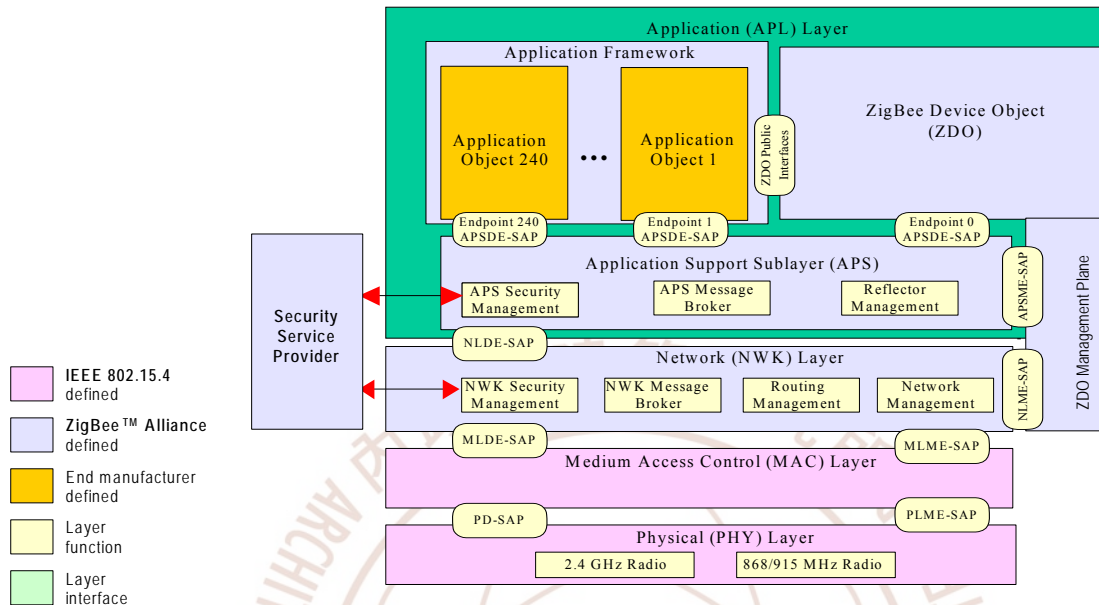 Application (APL) Layer
Application Framework
Application
Object 240
...
Application
Object 1
ZDO Public
Interfaces
ZigBee Device Object
(ZDO)
Endpoint 240
APSDE-SAP
Endpoint 1
APSDE-SAP
Endpoint 0
APSDE-SAP
Application Support Sublayer (APS)
APS Security
Management
APS Message
Broker
Reflector
Management
APSME-SAP
ZDO Management Plane
Security
Service
Provider
NLDE-SAP
Network (NWK) Layer
NWK Security
Management
NWK Message
Broker
Routing
Management
Network
Management
NLME-SAP
MLDE-SAP
MLME-SAP
Medium Access Control (MAC) Layer
PD-SAP
PLME-SAP
Physical (PHY) Layer
2.4 GHz Radio
868/915 MHz Radio
IEEE 802.15.4
defined
ZigBee™ Alliance
defined
End manufacturer
defined
Layer
function
Layer
interface